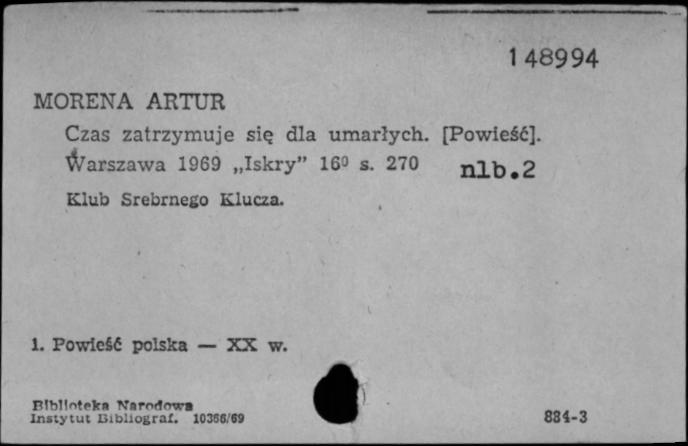 148994
MORENA ARTUR
Czas zatrzymuje się dla umarłych. [Powieść].
Warszawa 1969 „Iskry” 16⁰ s. 270 nlb.2
Klub Srebrnego Klucza.
1. Powieść polska — XX w.
Biblioteka Narodowa
Instytut Bibliograf. 10366/69
884-3